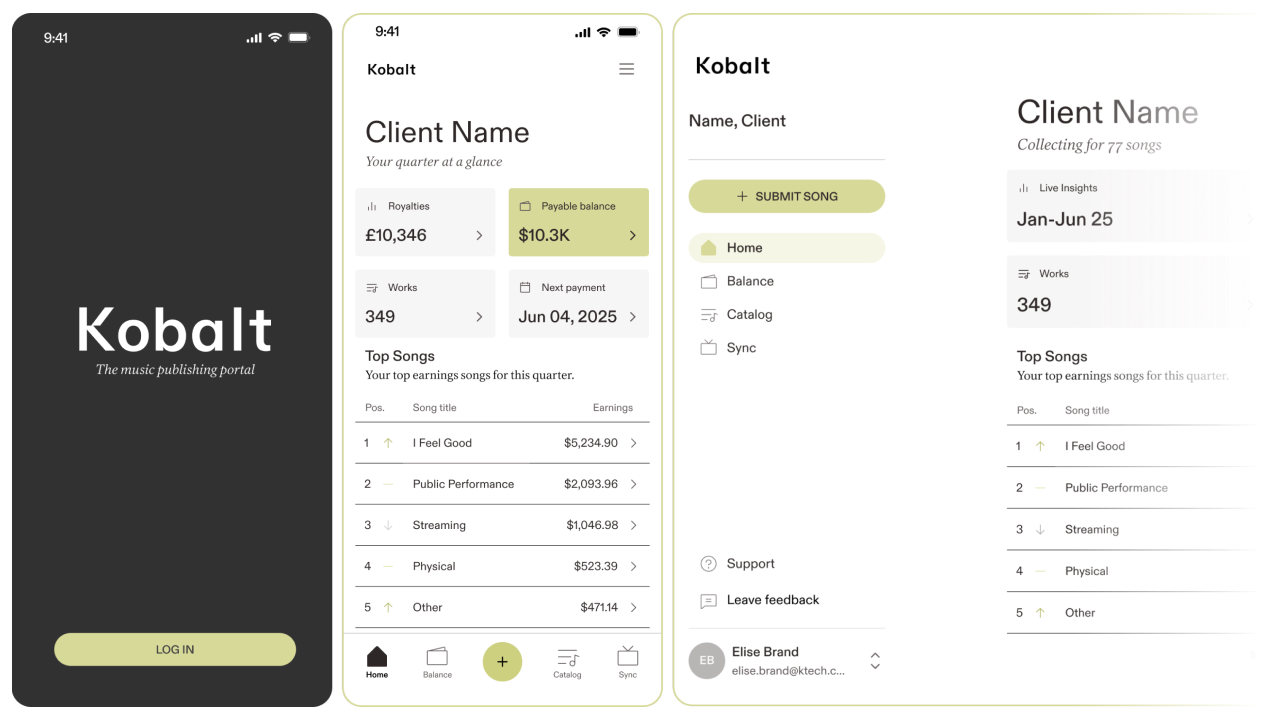 9:41
Kobalt
The music publishing portal
LOG IN
9:41
Kobalt
Client Name
Your quarter at a glance
Royalties
£10,346
Payable balance
$10.3K
Works
349
Next payment
Jun 04, 2025
Top Songs
Your top earnings songs for this quarter.
Pos. Song title Earnings
1 I Feel Good $5,234.90
2 Public Performance $2,093.96
3 Streaming $1,046.98
4 Physical $523.39
5 Other $471.14
Home
Balance
Catalog
Sync
Kobalt
Name, Client
SUBMIT SONG
Home
Balance
Catalog
Sync
Support
Leave feedback
EB
Elise Brand
elise.brand@ktech.c...
Client Name
Collecting for 77 songs
Live Insights
Jan-Jun 25
Works
349
Top Songs
Your top earnings songs for this quarter.
Pos. Song title
1 I Feel Good
2 Public Performance
3 Streaming
4 Physical
5 Other